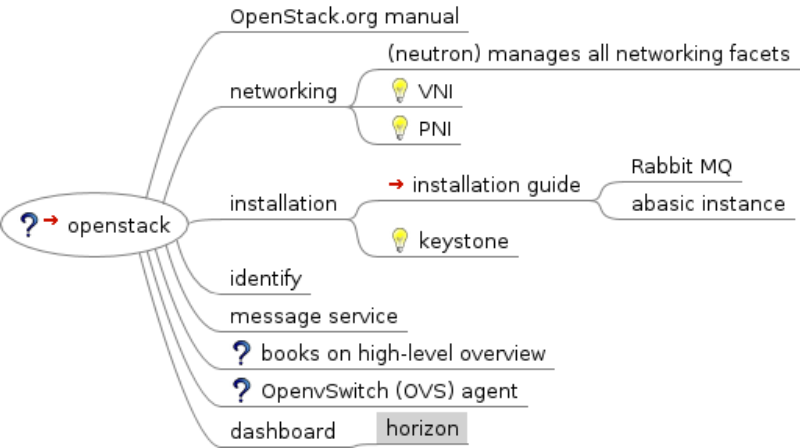 OpenStack.org manual
(neutron) manages all networking facets
networking
VNI
PNI
Rabbit MQ
installation guide
installation
abasic instance
openstack
keystone
identify
message service
books on high-level overview
OpenvSwitch (OVS) agent
dashboard
horizon